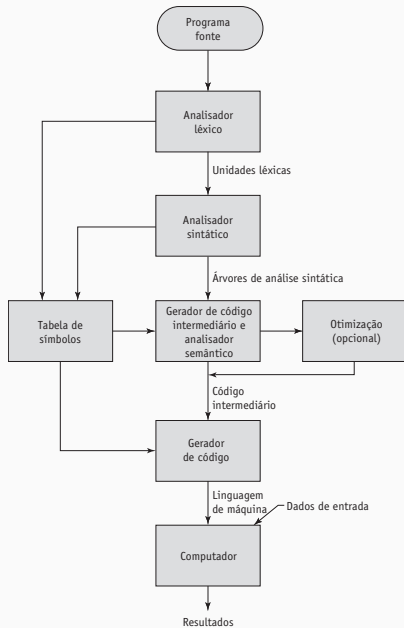 Programa
fonte
Analisador
léxico
Unidades léxicas
Analisador
sintático
Árvores de análise sintática
Tabela de
símbolos
Gerador de código
intermediário e
analisador
semântico
Otimização
(opcional)
Código
intermediário
Gerador
de código
Linguagem
de máquina
Dados de entrada
Computador
Resultados